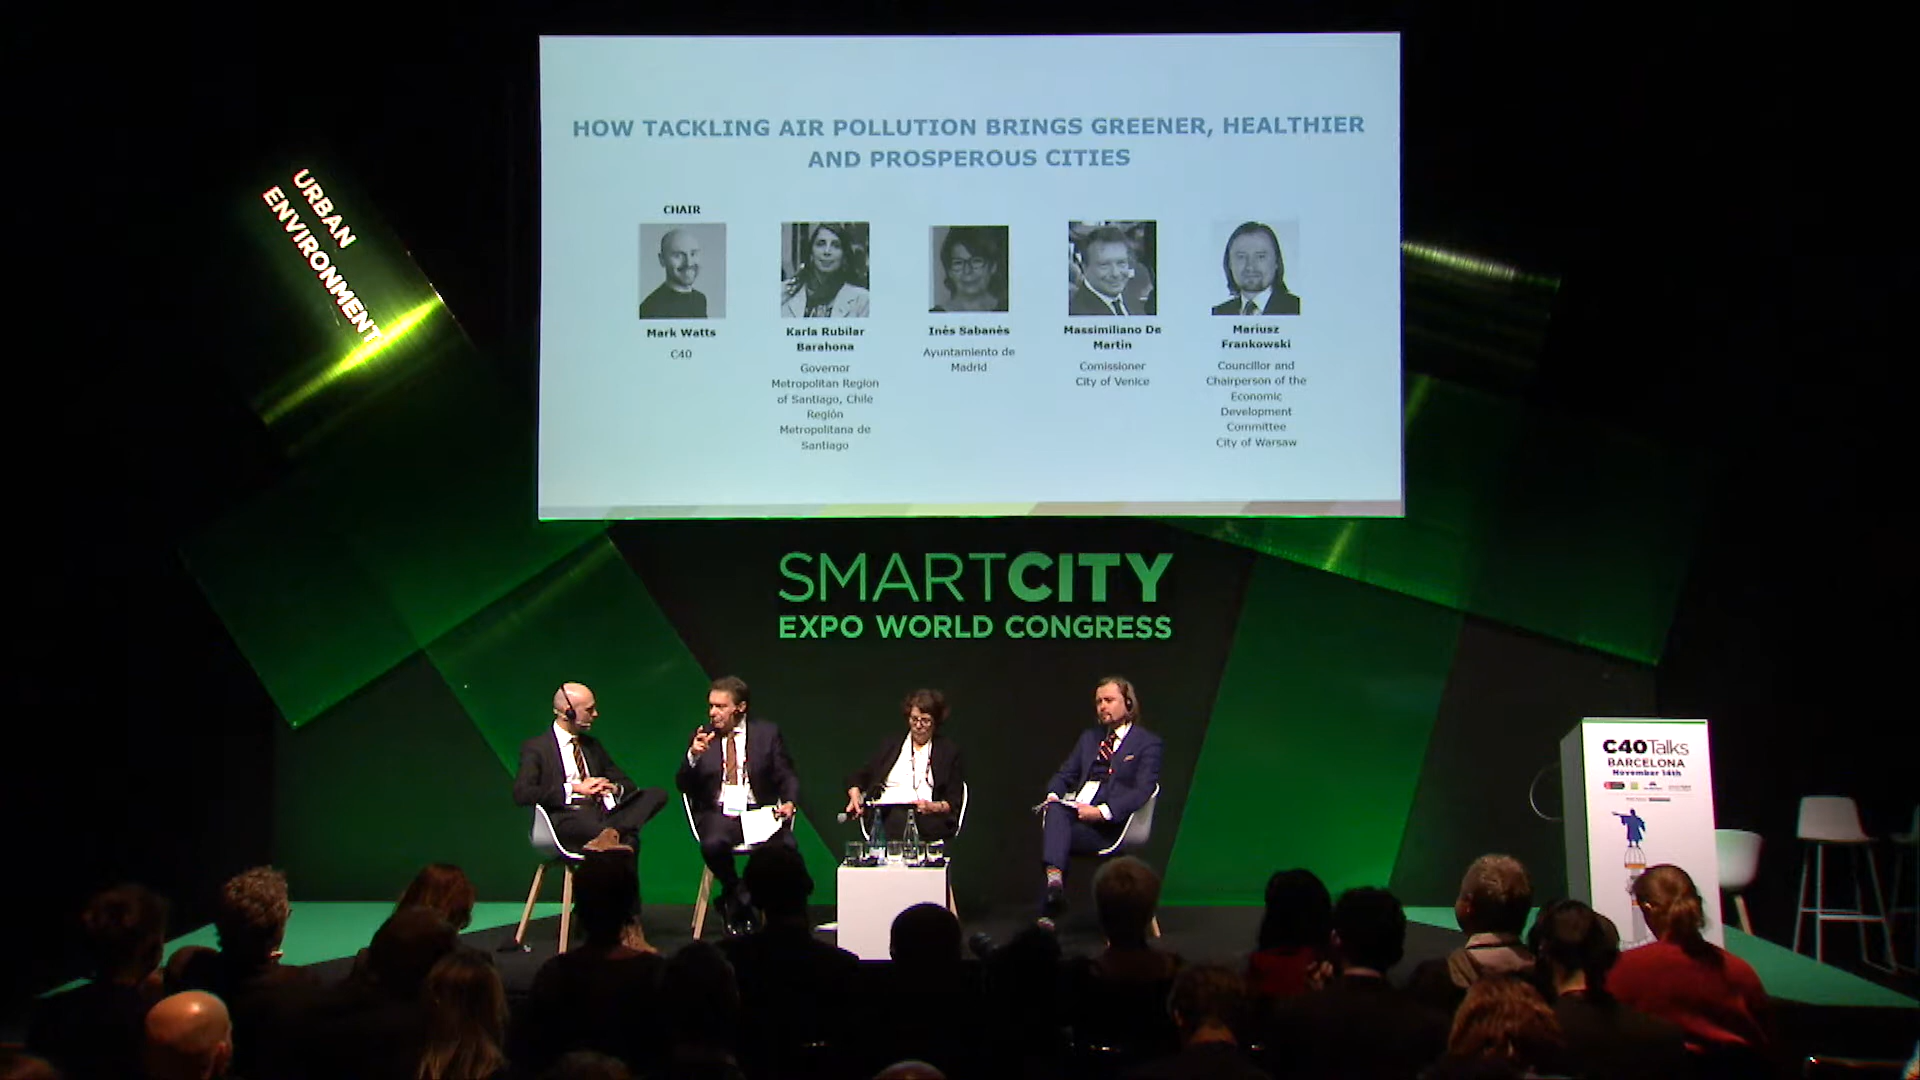 HOW TACKLING AIR POLLUTION BRINGS GREENER, HEALTHIER
AND PROSPEROUS CITIES
CHAIR
Mark Watts
C40
Karla Rubilar
Barahona
Governor
Metropolitan Region
of Santiago, Chile
Región
Metropolitana de
Santiago
Inés Sabanés
Ayuntamiento de
Madrid
Massimiliano De
Martin
Comissioner
City of Venice
Mariusz
Frankowski
Councillor and
Chairperson of the
Economic
Development
Committee
City of Warsaw
URBAN
ENVIRONMENT
SMARTCITY
EXPO WORLD CONGRESS
C40Talks
BARCELONA
November 14th